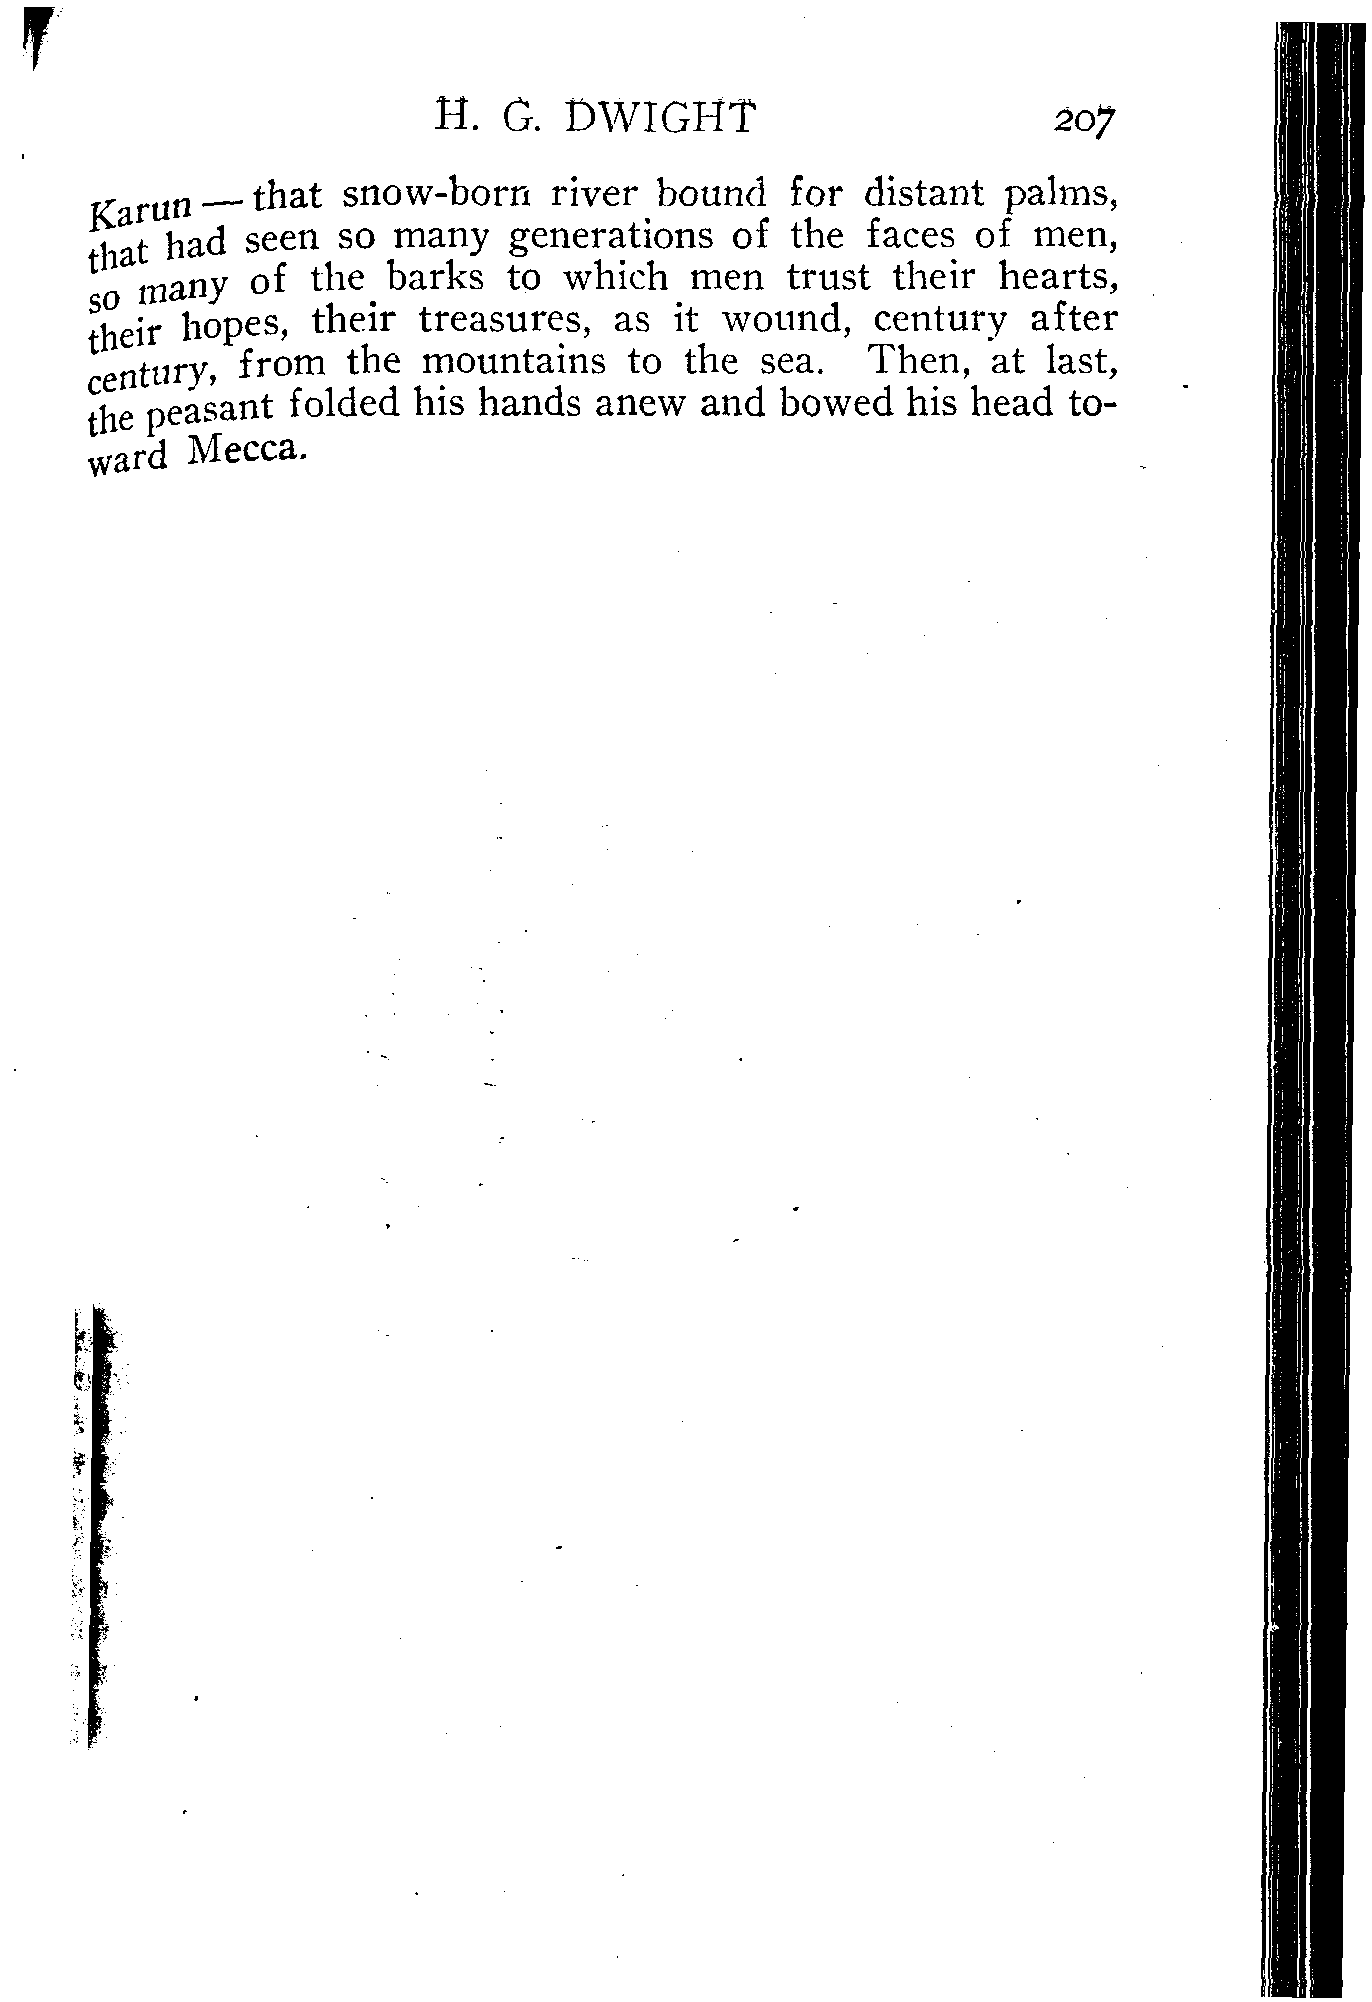 H. G. DWIGHT 207
Karun — that snow-born river bound for distant palms,
that had seen so many generations of the faces of men,
so many of the barks to which men trust their hearts,
their hopes, their treasures, as it wound, century after
century, from the mountains to the sea. Then, at last,
the peasant folded his hands anew and bowed his head to-
ward Mecca.